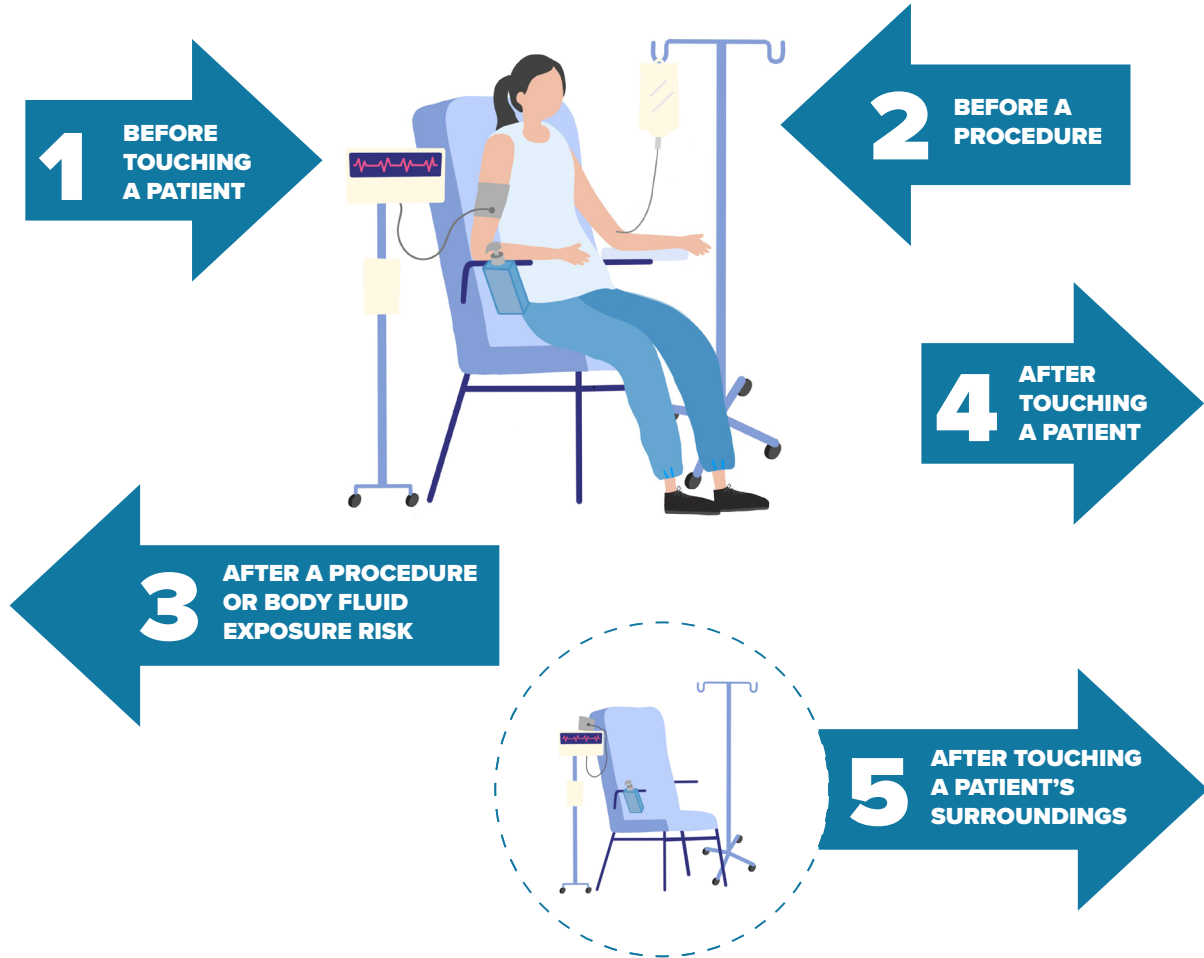 1
BEFORE
TOUCHING
A PATIENT
2
BEFORE A
PROCEDURE
3
AFTER A PROCEDURE
OR BODY FLUID
EXPOSURE RISK
4
AFTER
TOUCHING
A PATIENT
5
AFTER TOUCHING
A PATIENT’S
SURROUNDINGS